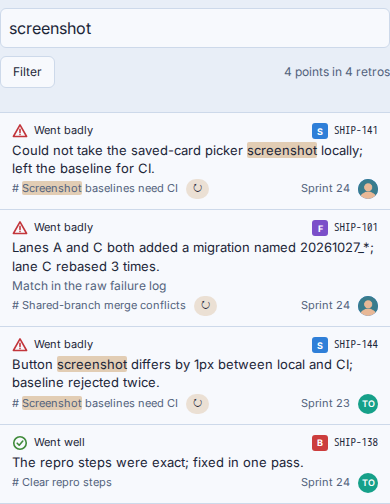 screenshot
Filter 4 points in 4 retros
Went badly S SHIP-141
Could not take the saved-card picker screenshot locally;
left the baseline for CI.
# Screenshot baselines need CI Sprint 24
Went badly F SHIP-101
Lanes A and C both added a migration named 20261027_*;
lane C rebased 3 times.
Match in the raw failure log
# Shared-branch merge conflicts Sprint 24
Went badly S SHIP-144
Button screenshot differs by 1px between local and CI;
baseline rejected twice.
# Screenshot baselines need CI Sprint 23 TO
Went well B SHIP-138
The repro steps were exact; fixed in one pass.
# Clear repro steps Sprint 24 TO